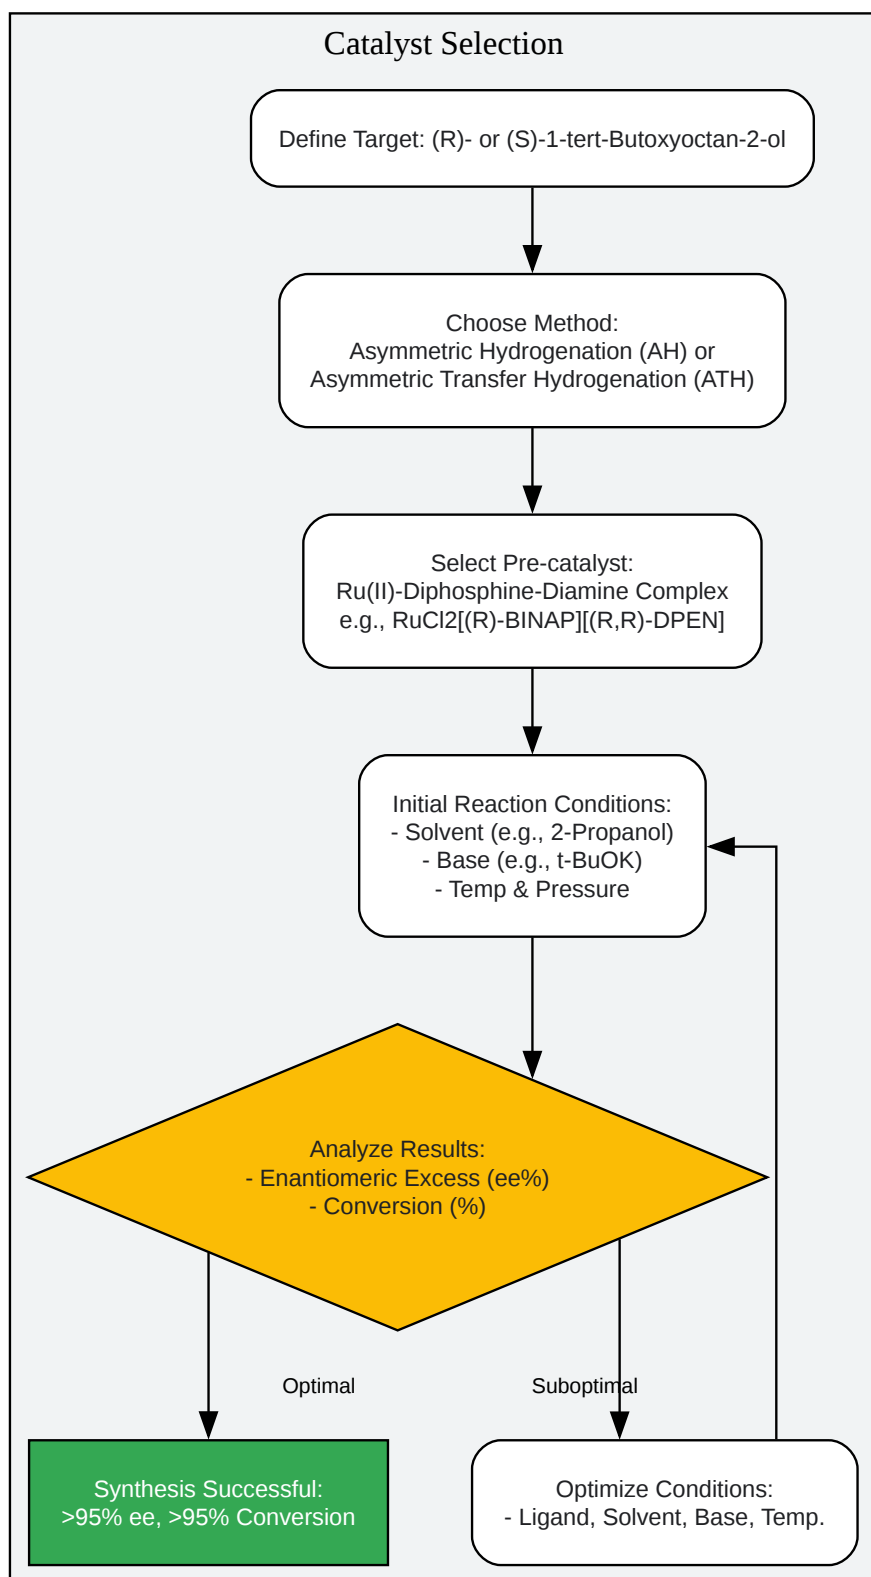 Catalyst Selection
Define Target: (R)- or (S)-1-tert-Butoxyoctan-2-ol
Choose Method:
Asymmetric Hydrogenation (AH) or
Asymmetric Transfer Hydrogenation (ATH)
Select Pre-catalyst:
Ru(II)-Diphosphine-Diamine Complex
e.g., RuCl2[(R)-BINAP][(R,R)-DPEN]
Initial Reaction Conditions:
- Solvent (e.g., 2-Propanol)
- Base (e.g., t-BuOK)
- Temp & Pressure
Analyze Results:
- Enantiomeric Excess (ee%)
- Conversion (%)
Optimal
Suboptimal
Synthesis Successful:
>95% ee, >95% Conversion
Optimize Conditions:
- Ligand, Solvent, Base, Temp.